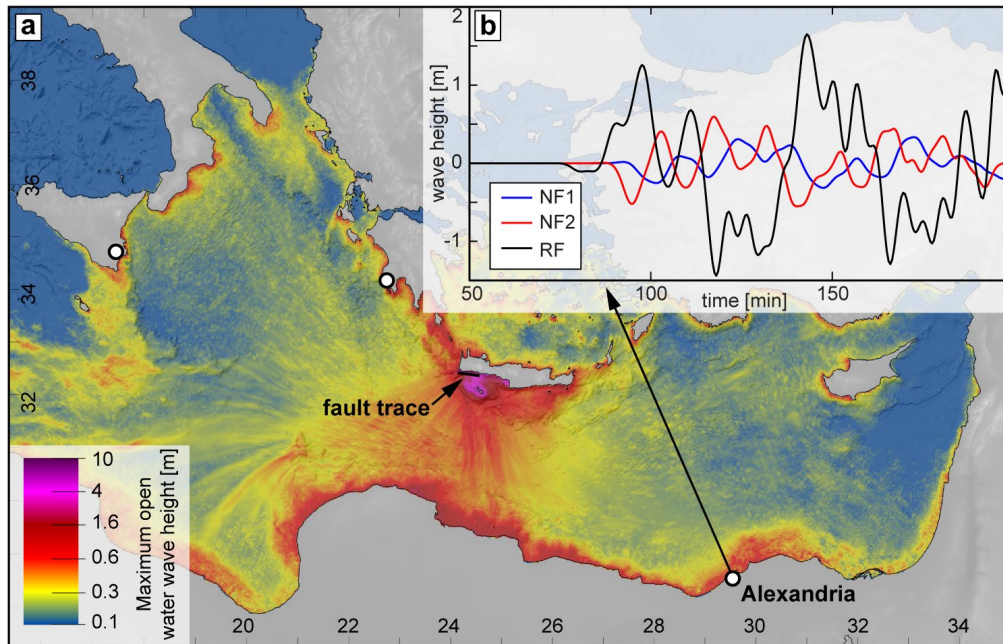 a
b
2
1
0
-1
wave height [m]
NF1
NF2
RF
50
100
150
time [min]
38
36
34
32
fault trace
10
4
1.6
0.6
0.3
0.1
Maximum open
water wave height [m]
Alexandria
20
22
24
26
28
30
32
34